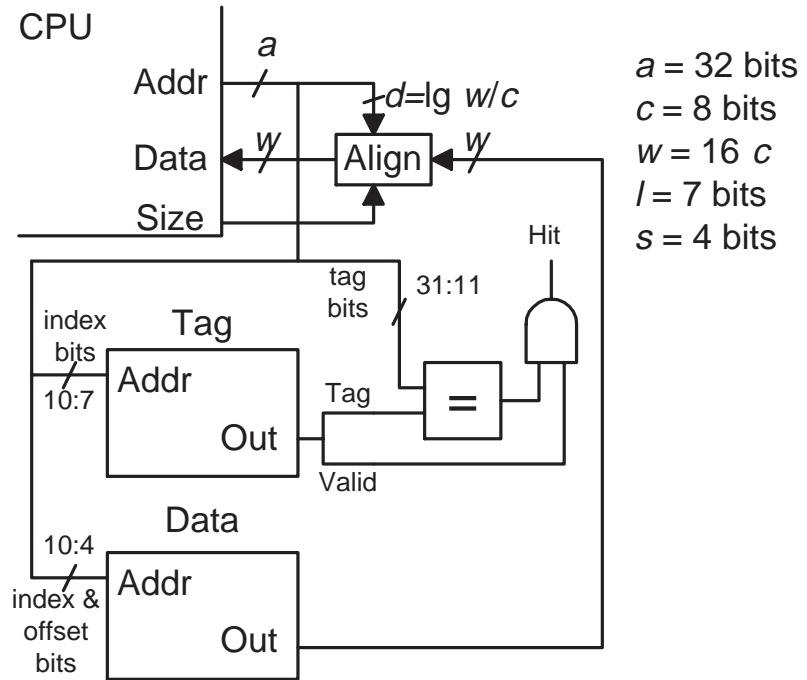 CPU
Addr
a
d=lg w/c
Data
w
Align
w
Size
a = 32 bits
c = 8 bits
w = 16 c
l = 7 bits
s = 4 bits
Hit
tag
bits
31:11
index
bits
10:7
Tag
Addr
Out
Tag
=
Valid
Data
10:4
index &
offset
bits
Addr
Out